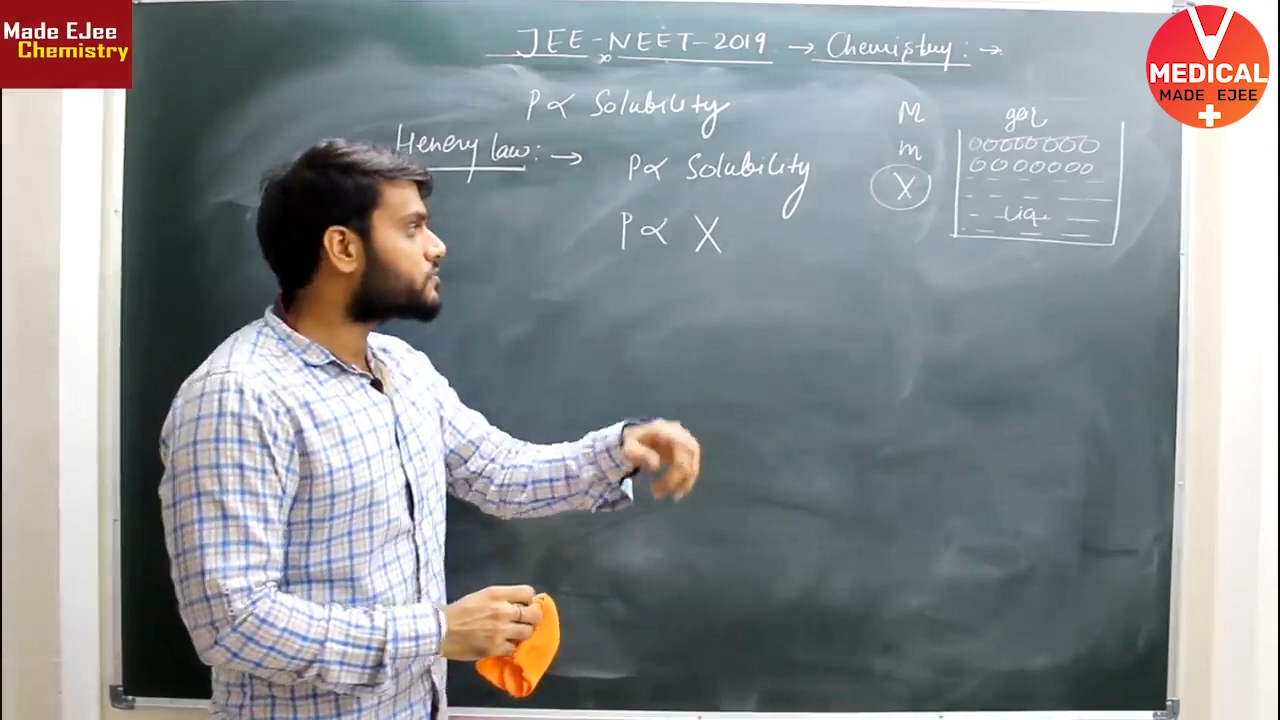 Made EJee
Chemistry
JEE-NEET-2019 → Chemistry: →
P∝ Solubility
Henery law: → P∝ Solubility
P∝ X
M
m
X
gas
Liq
V
MEDICAL
MADE EJEE